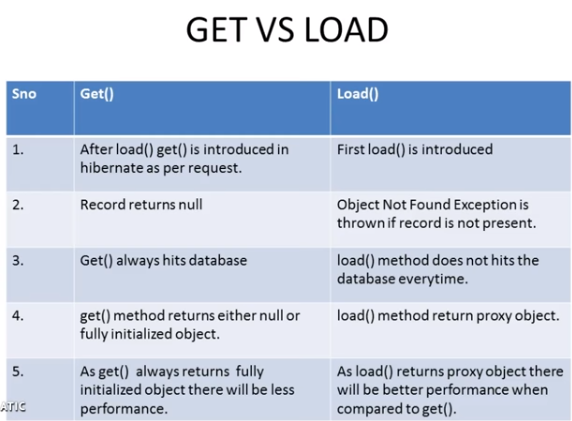 GET VS LOAD
Sno
Get()
Load()
1.
After load() get() is introduced in
hibernate as per request.
First load() is introduced
2.
Record returns null
Object Not Found Exception is
thrown if record is not present.
3.
Get() always hits database
load() method does not hits the
database everytime.
4.
get() method returns either null or
fully initialized object.
load() method return proxy object.
5.
As get() always returns fully
initialized object there will be less
performance.
As load() returns proxy object there
will be better performance when
compared to get().
ATIC